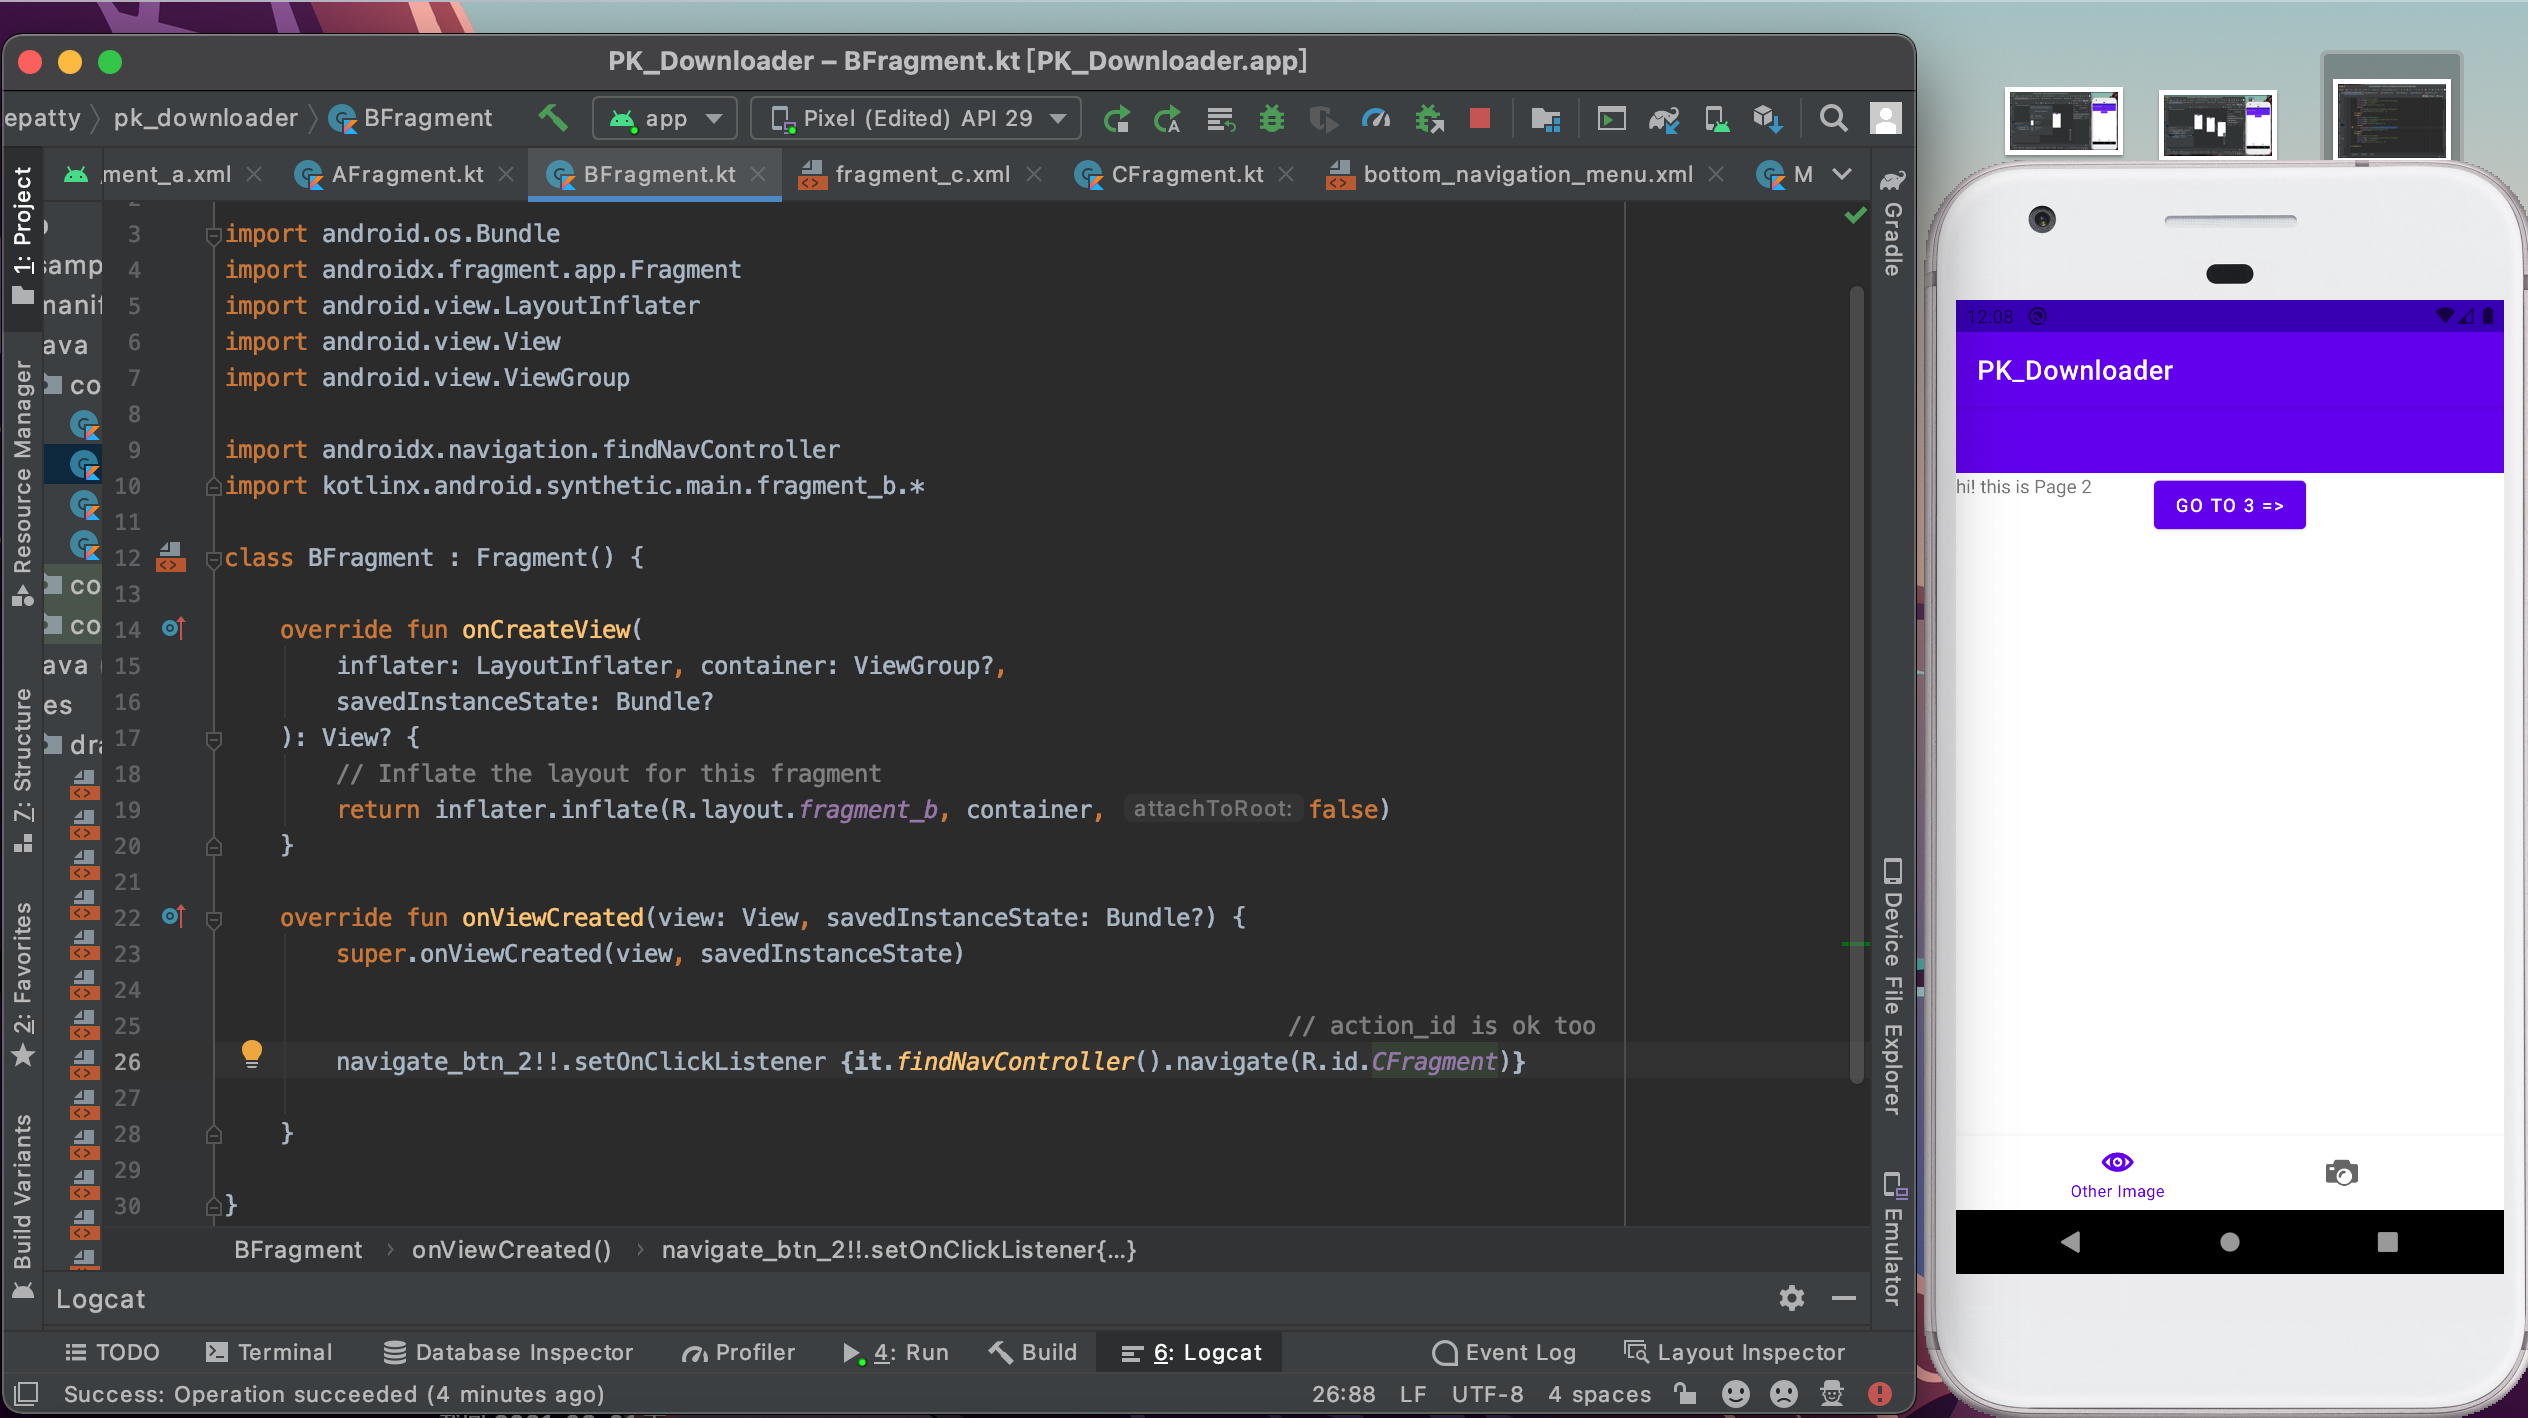 PK_Downloader – BFragment.kt [PK_Downloader.app]
epatty
pk_downloader
BFragment
app
Pixel (Edited) API 29
ment_a.xml
AFragment.kt
BFragment.kt
fragment_c.xml
CFragment.kt
bottom_navigation_menu.xml
M
1: Project
Resource Manager
Z: Structure
2: Favorites
Build Variants
samp
manif
ava
co
co
co
ava
es
dra
2
3 import android.os.Bundle
4 import androidx.fragment.app.Fragment
5 import android.view.LayoutInflater
6 import android.view.View
7 import android.view.ViewGroup
8
9 import androidx.navigation.findNavController
10 import kotlinx.android.synthetic.main.fragment_b.*
11
12 class BFragment : Fragment() {
13
14 override fun onCreateView(
15 inflater: LayoutInflater, container: ViewGroup?,
16 savedInstanceState: Bundle?
17 ): View? {
18 // Inflate the layout for this fragment
19 return inflater.inflate(R.layout.fragment_b, container, attachToRoot: false)
20 }
21
22 override fun onViewCreated(view: View, savedInstanceState: Bundle?) {
23 super.onViewCreated(view, savedInstanceState)
24
25 // action_id is ok too
26 navigate_btn_2!!.setOnClickListener {it.findNavController().navigate(R.id.CFragment)}
27
28 }
29
30 }
Gradle
Device File Explorer
Emulator
BFragment
onViewCreated()
navigate_btn_2!!.setOnClickListener{...}
Logcat
TODO
Terminal
Database Inspector
Profiler
4: Run
Build
6: Logcat
Event Log
Layout Inspector
Success: Operation succeeded (4 minutes ago)
26:88
LF
UTF-8
4 spaces
12:08
PK_Downloader
hi! this is Page 2
GO TO 3 =>
Other Image